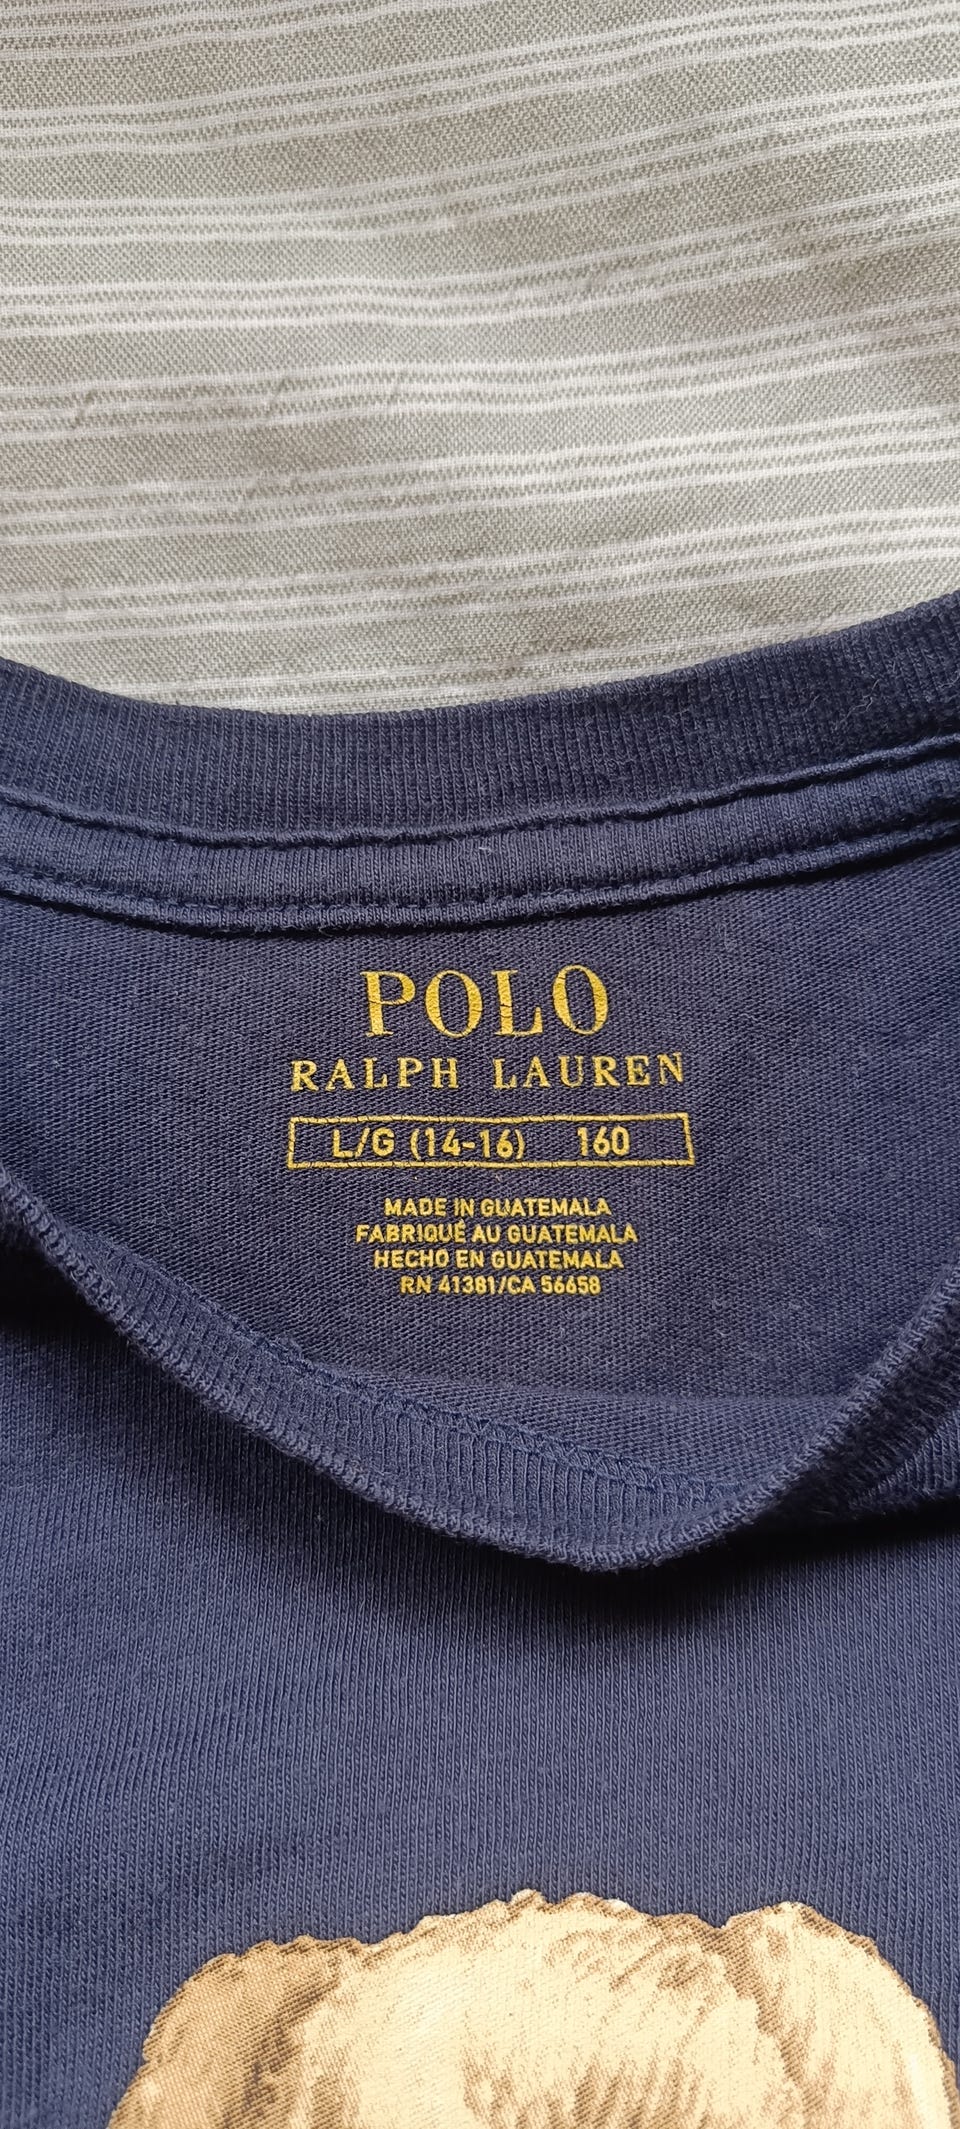 POLO
RALPH LAUREN
L/G (14-16) 160
MADE IN GUATEMALA
FABRIQUÉ AU GUATEMALA
HECHO EN GUATEMALA
RN 41381/CA 56658